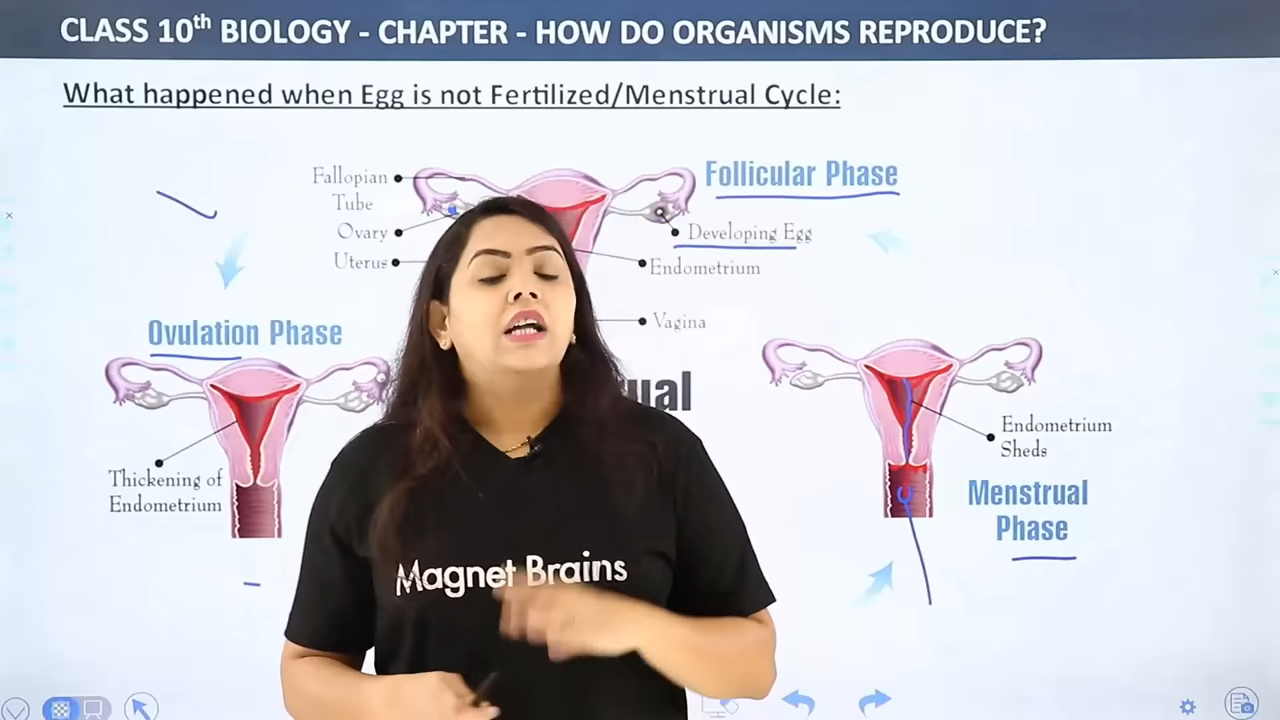 CLASS 10th BIOLOGY - CHAPTER - HOW DO ORGANISMS REPRODUCE?
What happened when Egg is not Fertilized/Menstrual Cycle:
Fallopian
Tube
Ovary
Uterus
Follicular Phase
Developing Egg
Endometrium
Vagina
Ovulation Phase
Thickening of
Endometrium
Endometrium
Sheds
Menstrual
Phase
Magnet Brains